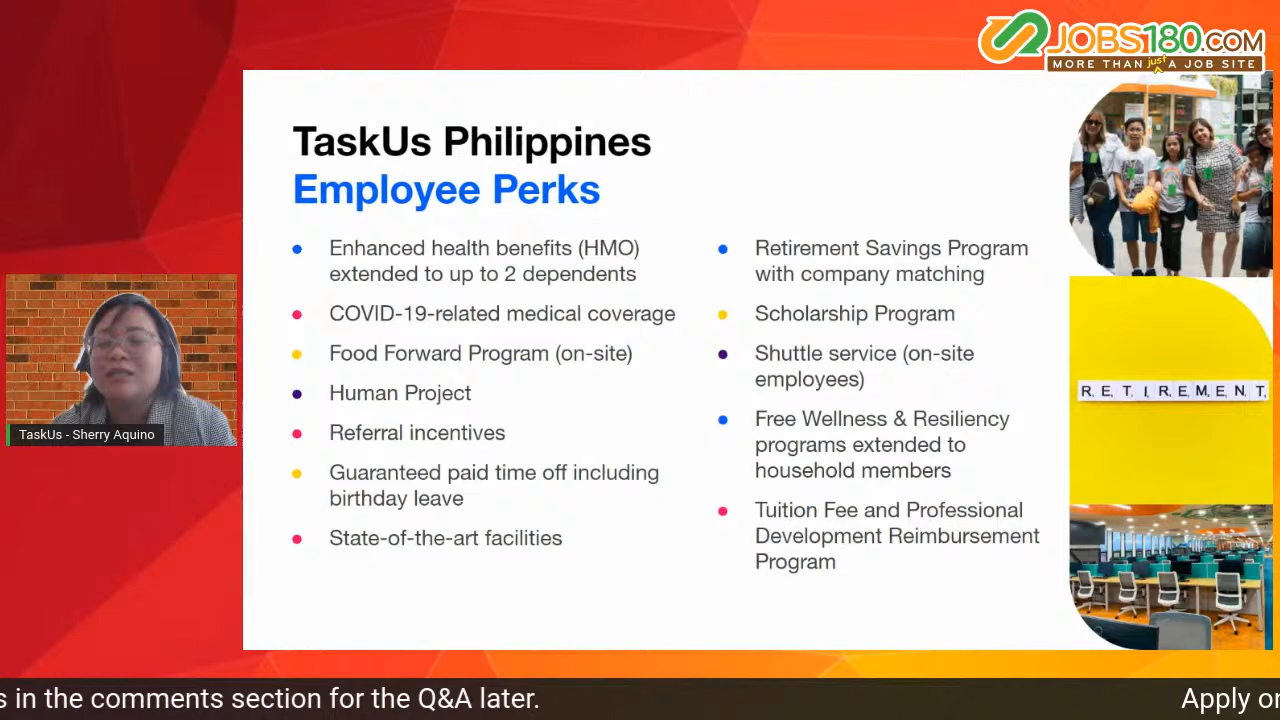 JOBS180.COM
MORE THAN just A JOB SITE
TaskUs Philippines
Employee Perks
Enhanced health benefits (HMO)
extended to up to 2 dependents
COVID-19-related medical coverage
Food Forward Program (on-site)
Human Project
Referral incentives
Guaranteed paid time off including
birthday leave
State-of-the-art facilities
Retirement Savings Program
with company matching
Scholarship Program
Shuttle service (on-site
employees)
Free Wellness & Resiliency
programs extended to
household members
Tuition Fee and Professional
Development Reimbursement
Program
RETIREMENT
TaskUs - Sherry Aquino
s in the comments section for the Q&A later.
Apply on